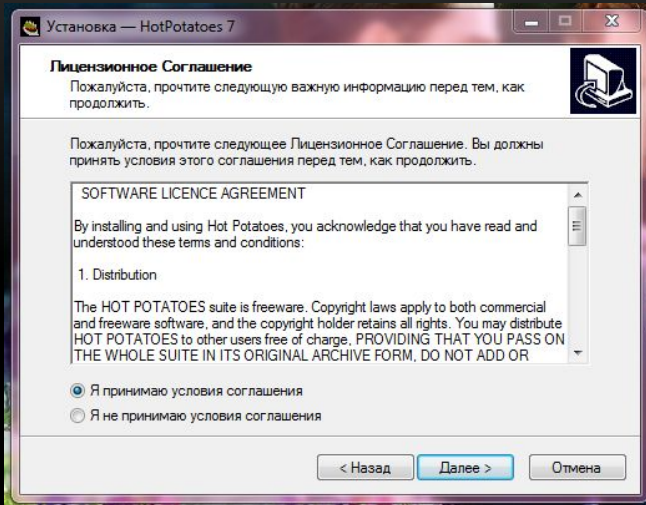 Установка — HotPotatoes 7
Лицензионное Соглашение
Пожалуйста, прочтите следующую важную информацию перед тем, как
продолжить.
Пожалуйста, прочтите следующее Лицензионное Соглашение. Вы должны
принять условия этого соглашения перед тем, как продолжить.
SOFTWARE LICENCE AGREEMENT
By installing and using Hot Potatoes, you acknowledge that you have read and
understood these terms and conditions:
1. Distribution
The HOT POTATOES suite is freeware. Copyright laws apply to both commercial
and freeware software, and the copyright holder retains all rights. You may distribute
HOT POTATOES to other users free of charge, PROVIDING THAT YOU PASS ON
THE WHOLE SUITE IN ITS ORIGINAL ARCHIVE FORM, DO NOT ADD OR
Я принимаю условия соглашения
Я не принимаю условия соглашения
< Назад
Далее >
Отмена